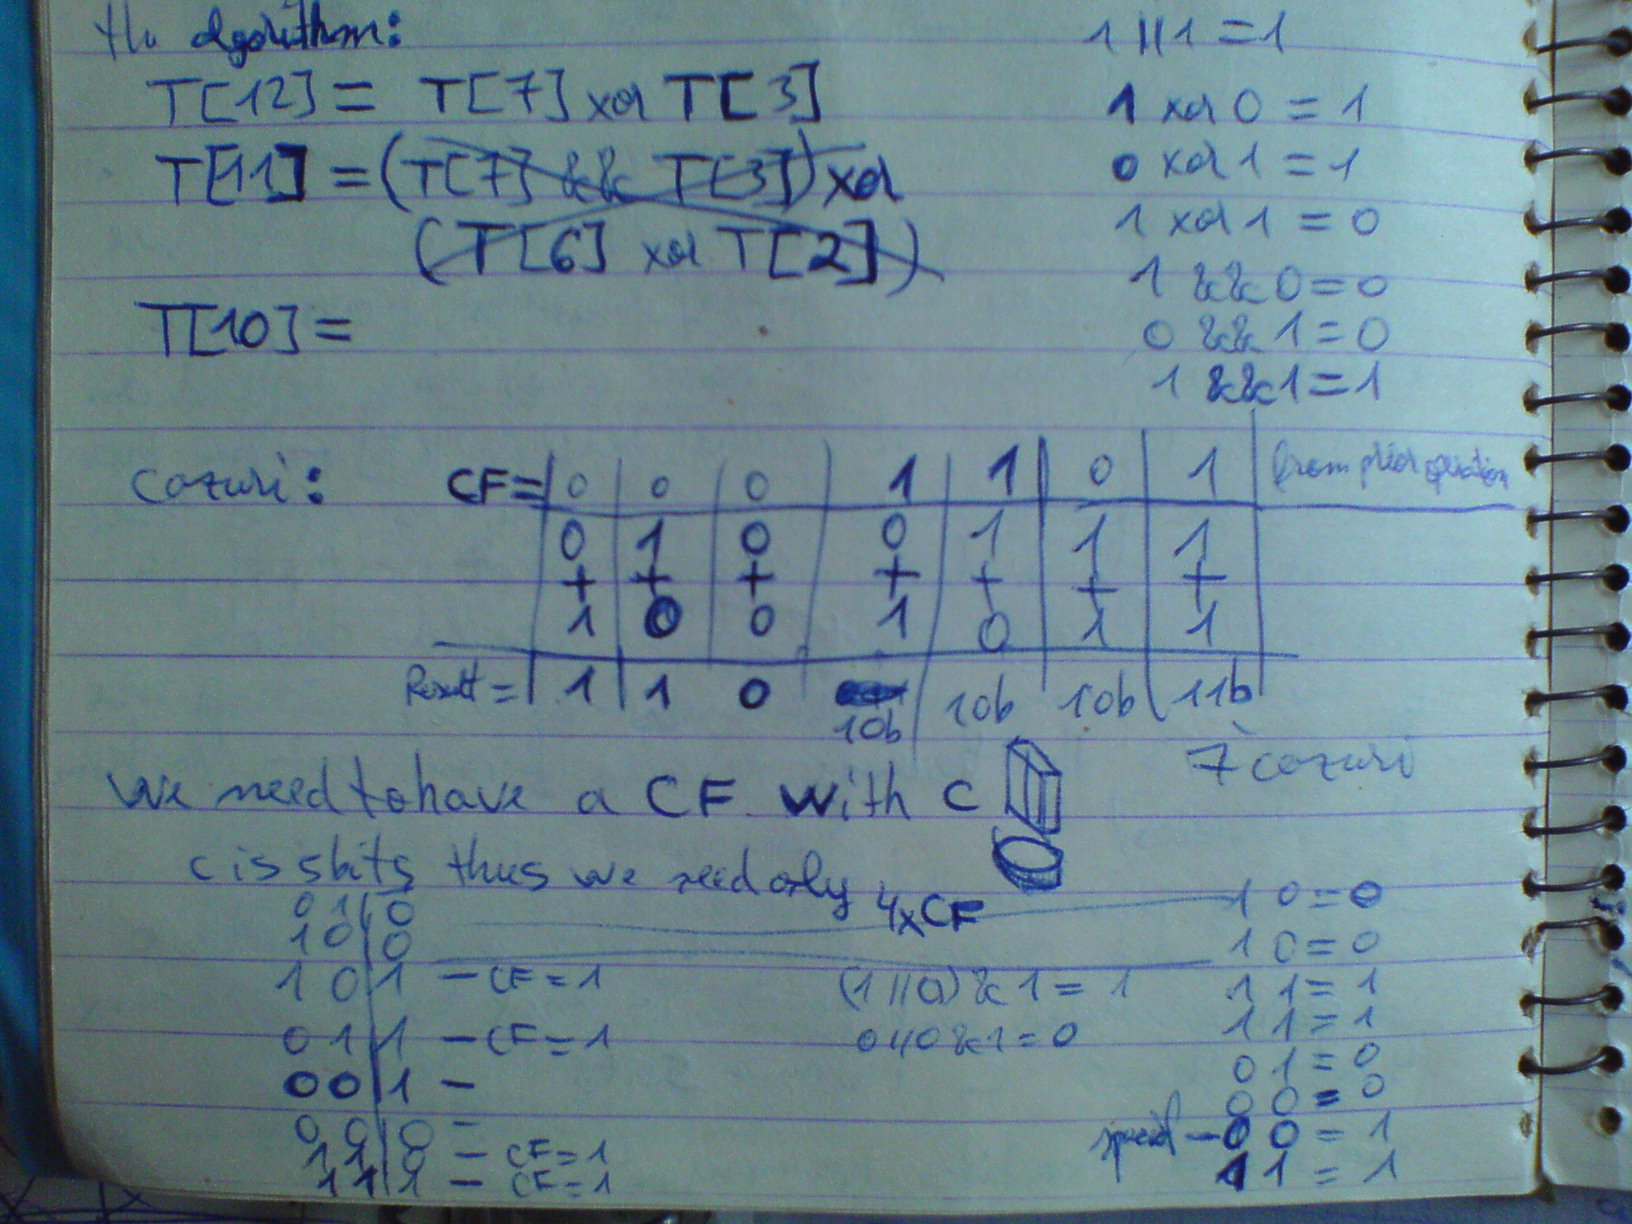 the algorithm:
1 || 1 = 1
T[12] = T[7] xor T[3]
1 xor 0 = 1
T[11] = (T[7] && T[3]) xor
0 xor 1 = 1
(T[6] xor T[2])
1 xor 1 = 0
1 && 0 = 0
T[10] =
0 && 1 = 0
1 && 1 = 1
cazuri: CF= 0 0 0 1 1 0 1 from prior operation
0 1 0 0 1 1 1
+ + + + + + +
1 0 0 1 0 1 1
Result = 1 1 0 10b 10b 10b 11b
7 cazuri
We need to have a CF with C
C is 5 bits thus we need only 4xCF
0 1 | 0
1 0 = 0
1 0 | 0
1 0 = 0
1 0 | 1 - CF = 1
(1 || 0) & 1 = 1
1 1 = 1
0 1 | 1 - CF = 1
0 || 0 & 1 = 0
1 1 = 1
0 1 = 0
0 0 | 1 -
0 0 = 0
0 0 | 0 -
special - 0 0 = 1
1 1 | 0 - CF = 1
1 1 = 1
1 1 | 1 - CF = 1